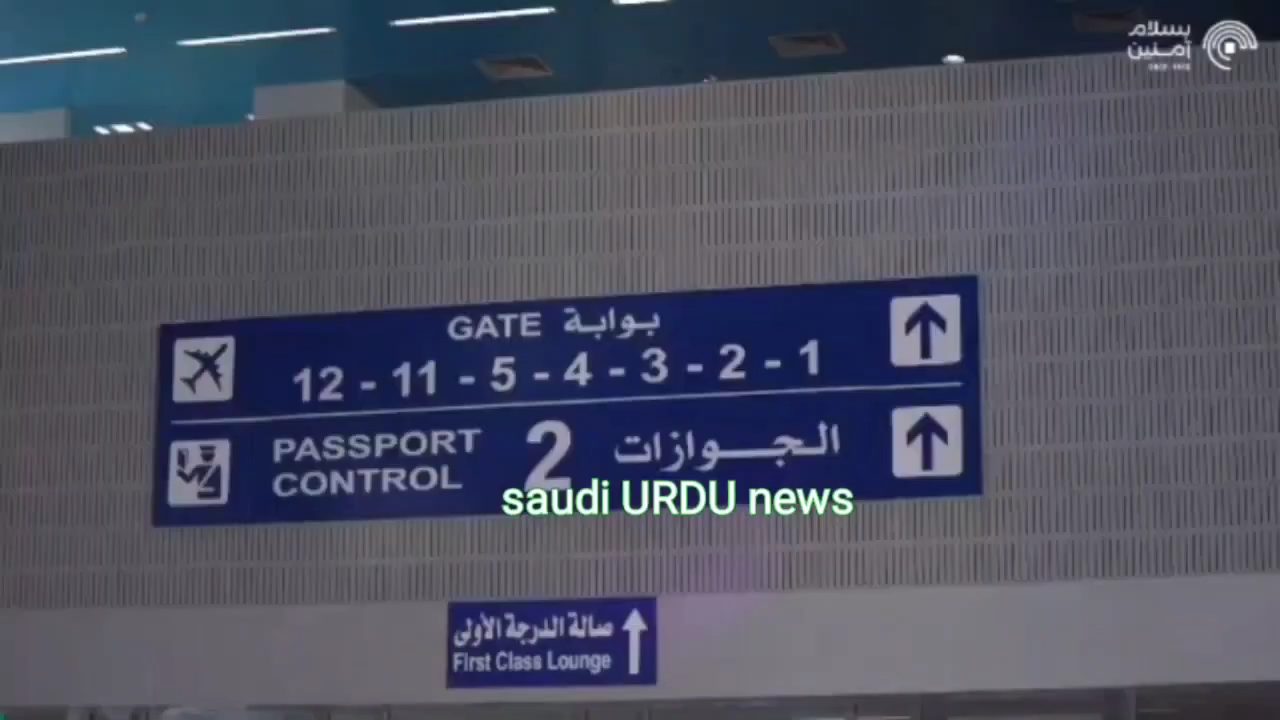 بسلام
آمنين
GATE بوابة
12 - 11 - 5 - 4 - 3 - 2 - 1
PASSPORT CONTROL 2 الجوازات
saudi URDU news
صالة الدرجة الأولى
First Class Lounge